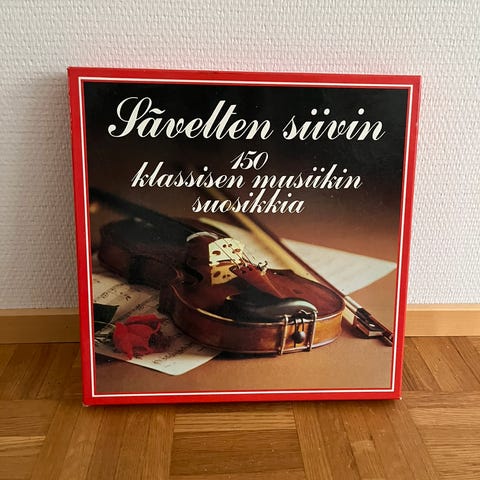 Sävelten siivin
150
klassisen musiikin
suosikkia